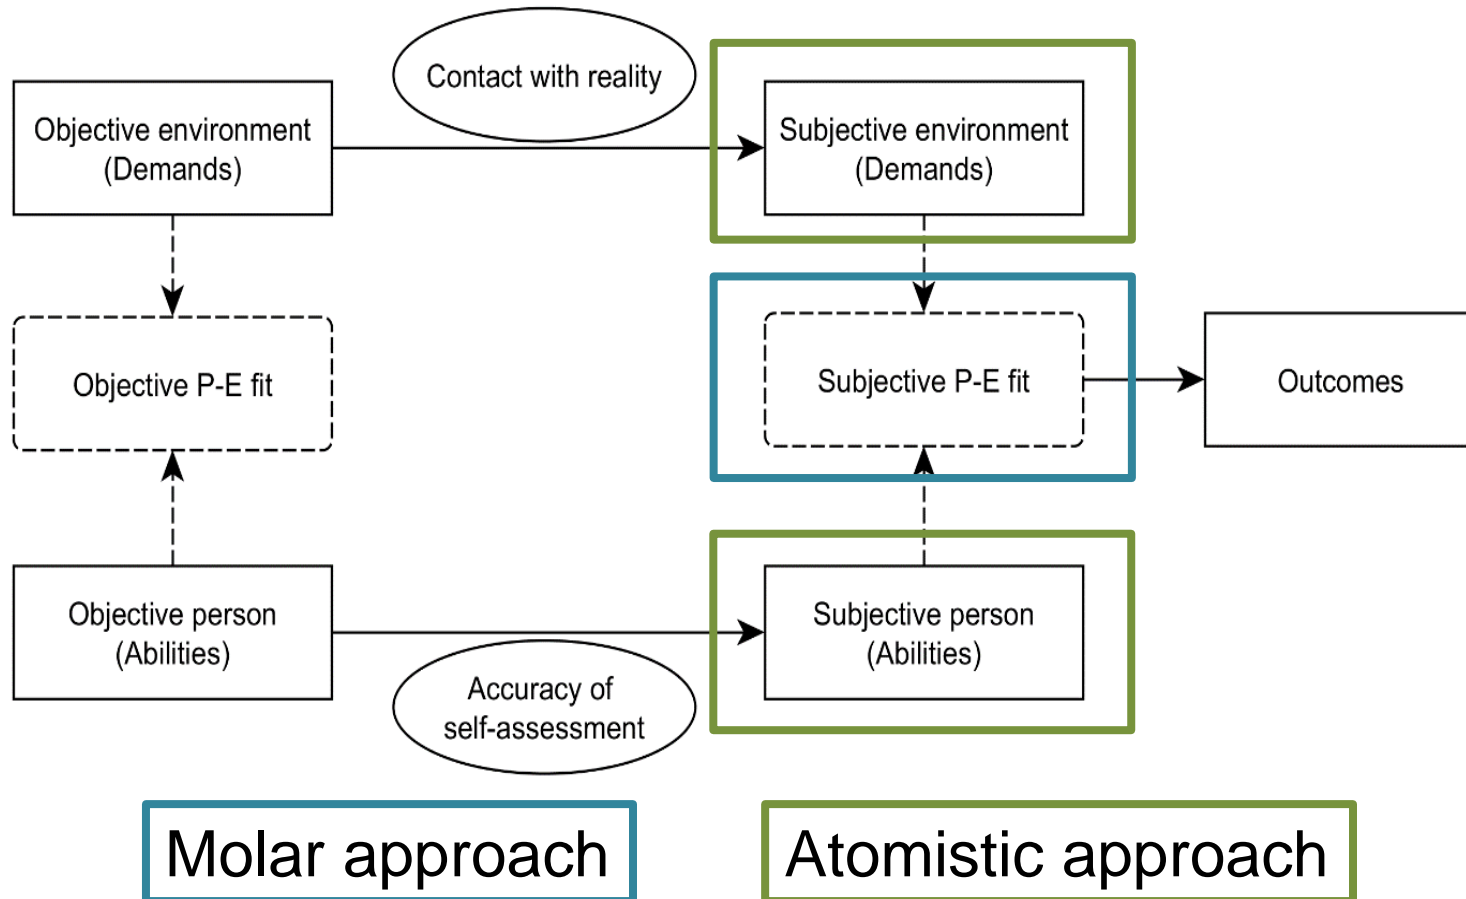 Contact with reality
Objective environment
(Demands)
Subjective environment
(Demands)
Objective P-E fit
Subjective P-E fit
Outcomes
Objective person
(Abilities)
Subjective person
(Abilities)
Accuracy of
self-assessment
Molar approach
Atomistic approach